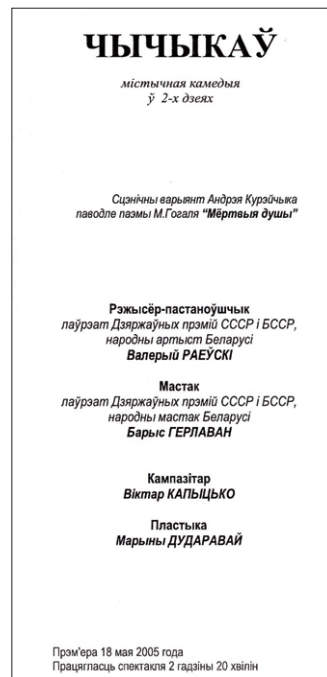 ЧЫЧЫКАЎ
містычная камедыя
ў 2-х дзеях
Сцэнічны варыянт Андрэя Курэйчыка
паводле паэмы М.Гогаля “Мёртвыя душы”
Рэжысёр-пастаноўшчык
лаўрэат Дзяржаўных прэмій СССР і БССР,
народны артыст Беларусі
Валерый РАЕЎСКІ
Мастак
лаўрэат Дзяржаўных прэмій СССР і БССР,
народны мастак Беларусі
Барыс ГЕРЛАВАН
Кампазітар
Віктар КАПЫЦЬКО
Пластыка
Марыны ДУДАРАВАЙ
Прэм'ера 18 мая 2005 года
Працягласць спектакля 2 гадзіны 20 хвілін